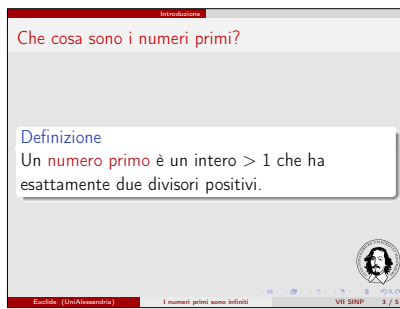 Introduzione
Che cosa sono i numeri primi?
Definizione
Un numero primo è un intero > 1 che ha
esattamente due divisori positivi.
Euclide (UniAlessandria) I numeri primi sono infiniti VII SINP 3 / 5